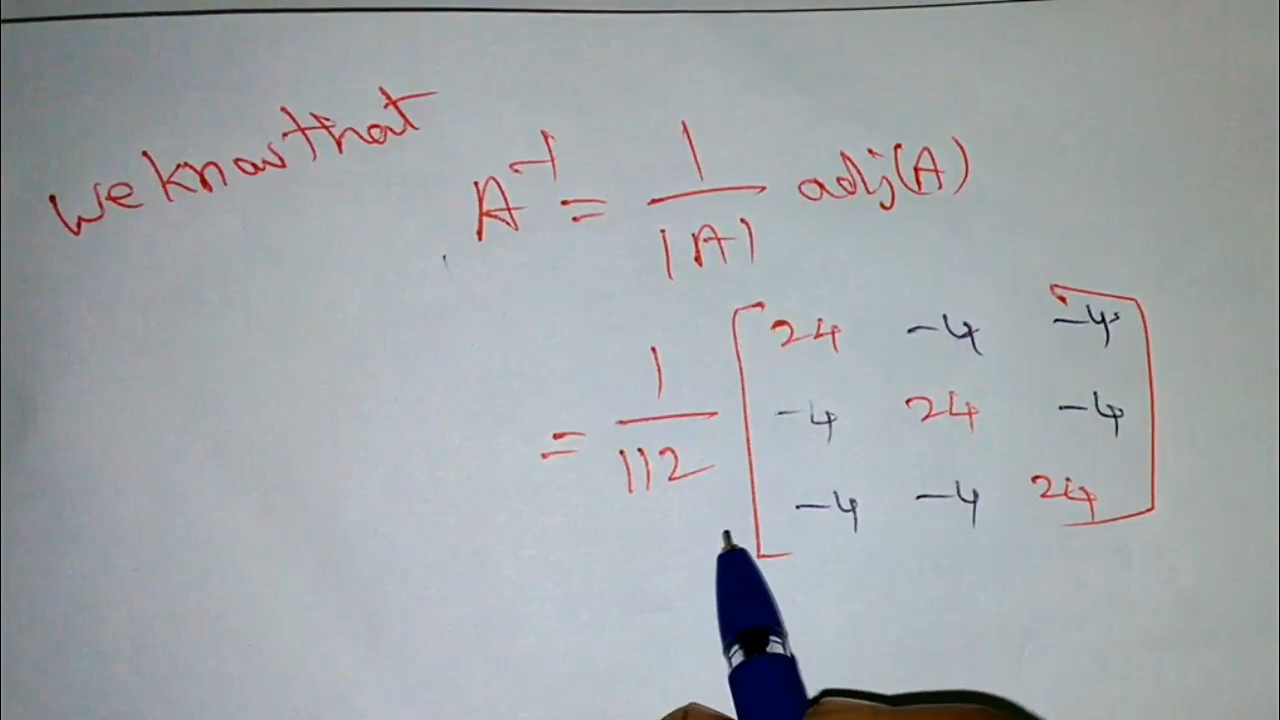 We know that A⁻¹ = 1/|A| adj(A)
= 1/112 [ 24 -4 -4
-4 24 -4
-4 -4 24 ]